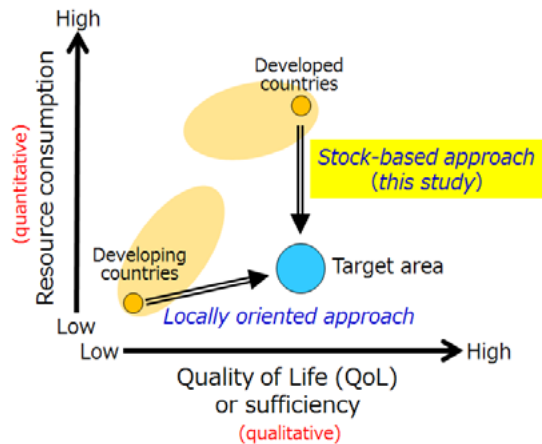 High
Resource consumption
(quantitative)
Developed
countries
Stock-based approach
(this study)
Developing
countries
Target area
Locally oriented approach
Low
Low
High
Quality of Life (QoL)
or sufficiency
(qualitative)